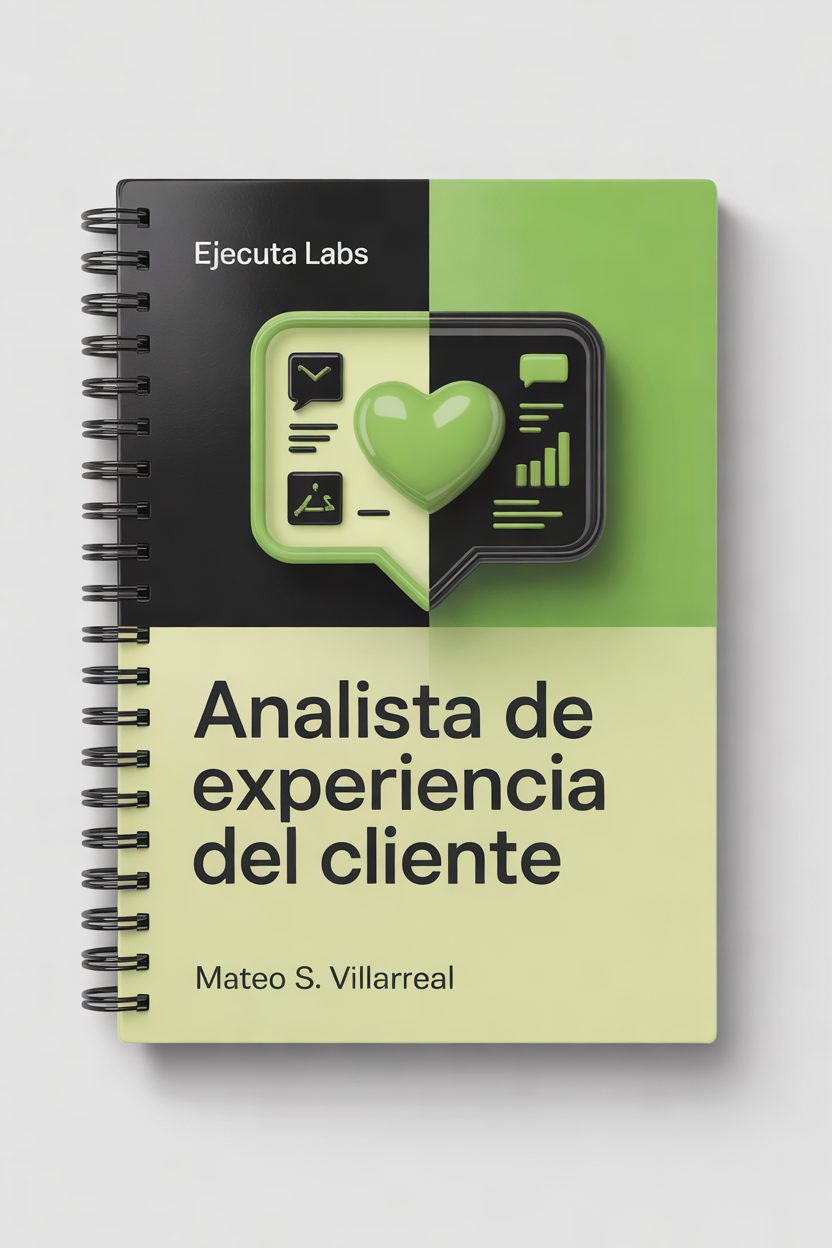 Ejecuta Labs
Analista de
experiencia
del cliente
Mateo S. Villarreal